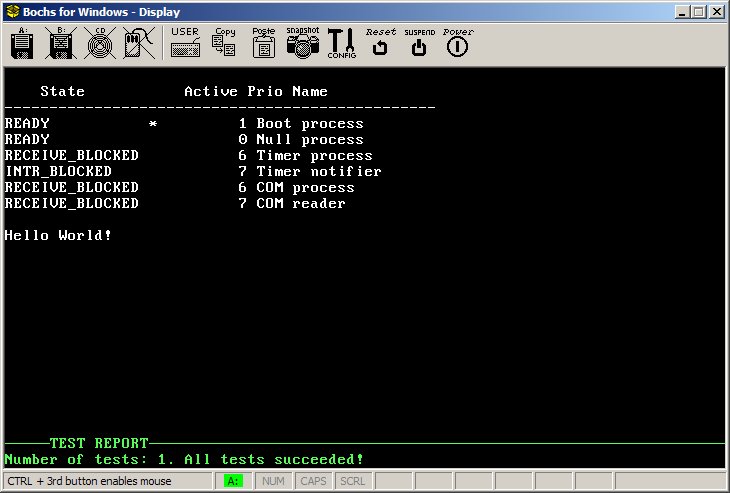 Bochs for Windows - Display
A: B: CD USER Copy Paste snapshot CONFIG Reset SUSPEND Power
State Active Prio Name
------------------------------------------------
READY * 1 Boot process
READY 0 Null process
RECEIVE_BLOCKED 6 Timer process
INTR_BLOCKED 7 Timer notifier
RECEIVE_BLOCKED 6 COM process
RECEIVE_BLOCKED 7 COM reader
Hello World!
TEST REPORT
Number of tests: 1. All tests succeeded!
CTRL + 3rd button enables mouse A: NUM CAPS SCRL